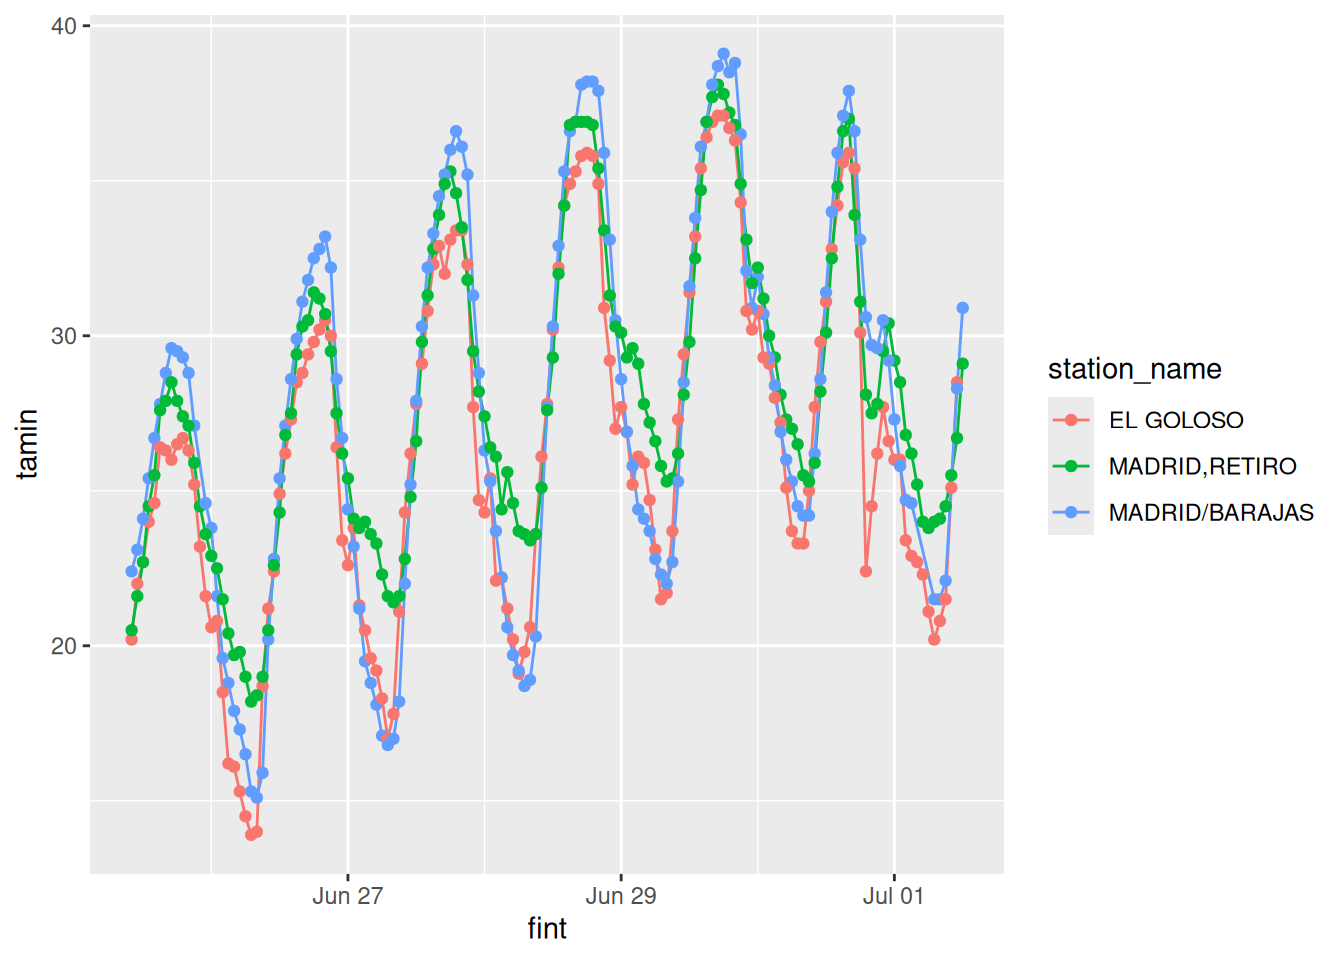 40
30
20
tamin
Jun 27
Jun 29
Jul 01
fint
station_name
EL GOLOSO
MADRID,RETIRO
MADRID/BARAJAS